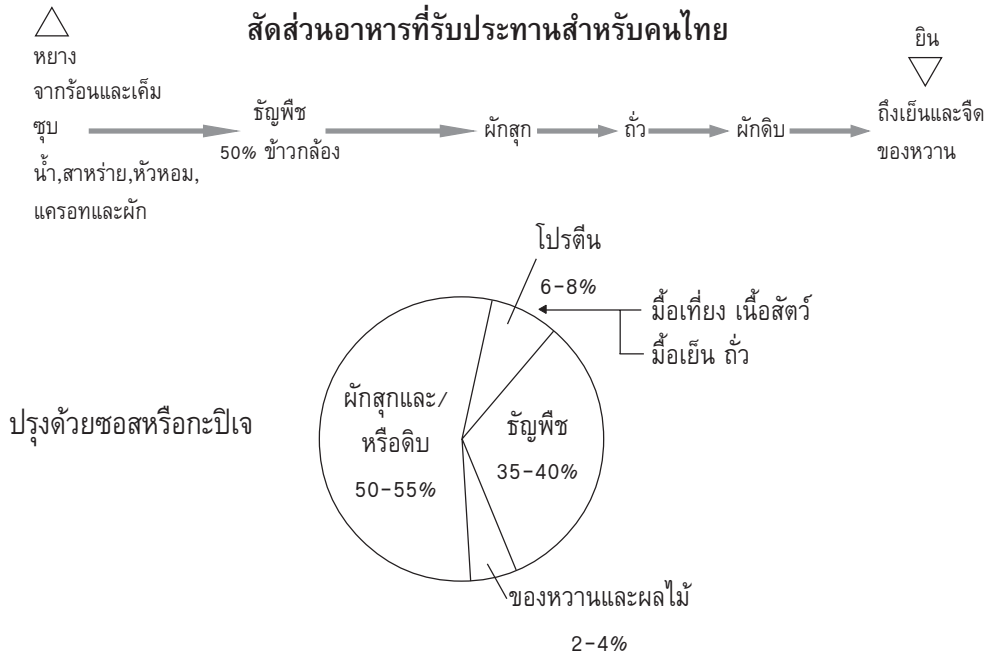 สัดส่วนอาหารที่รับประทานสำหรับคนไทย
หยาง
จากร้อนและเค็ม
ซุป
น้ำ,สาหร่าย,หัวหอม,
แครอทและผัก
ธัญพืช
50% ข้าวกล้อง
ผักสุก
ถั่ว
ผักดิบ
ยิน
ถึงเย็นและจืด
ของหวาน
โปรตีน
6-8%
มื้อเที่ยง เนื้อสัตว์
มื้อเย็น ถั่ว
ปรุงด้วยซอสหรือกะปิเจ
ผักสุกและ/
หรือดิบ
50-55%
ธัญพืช
35-40%
ของหวานและผลไม้
2-4%